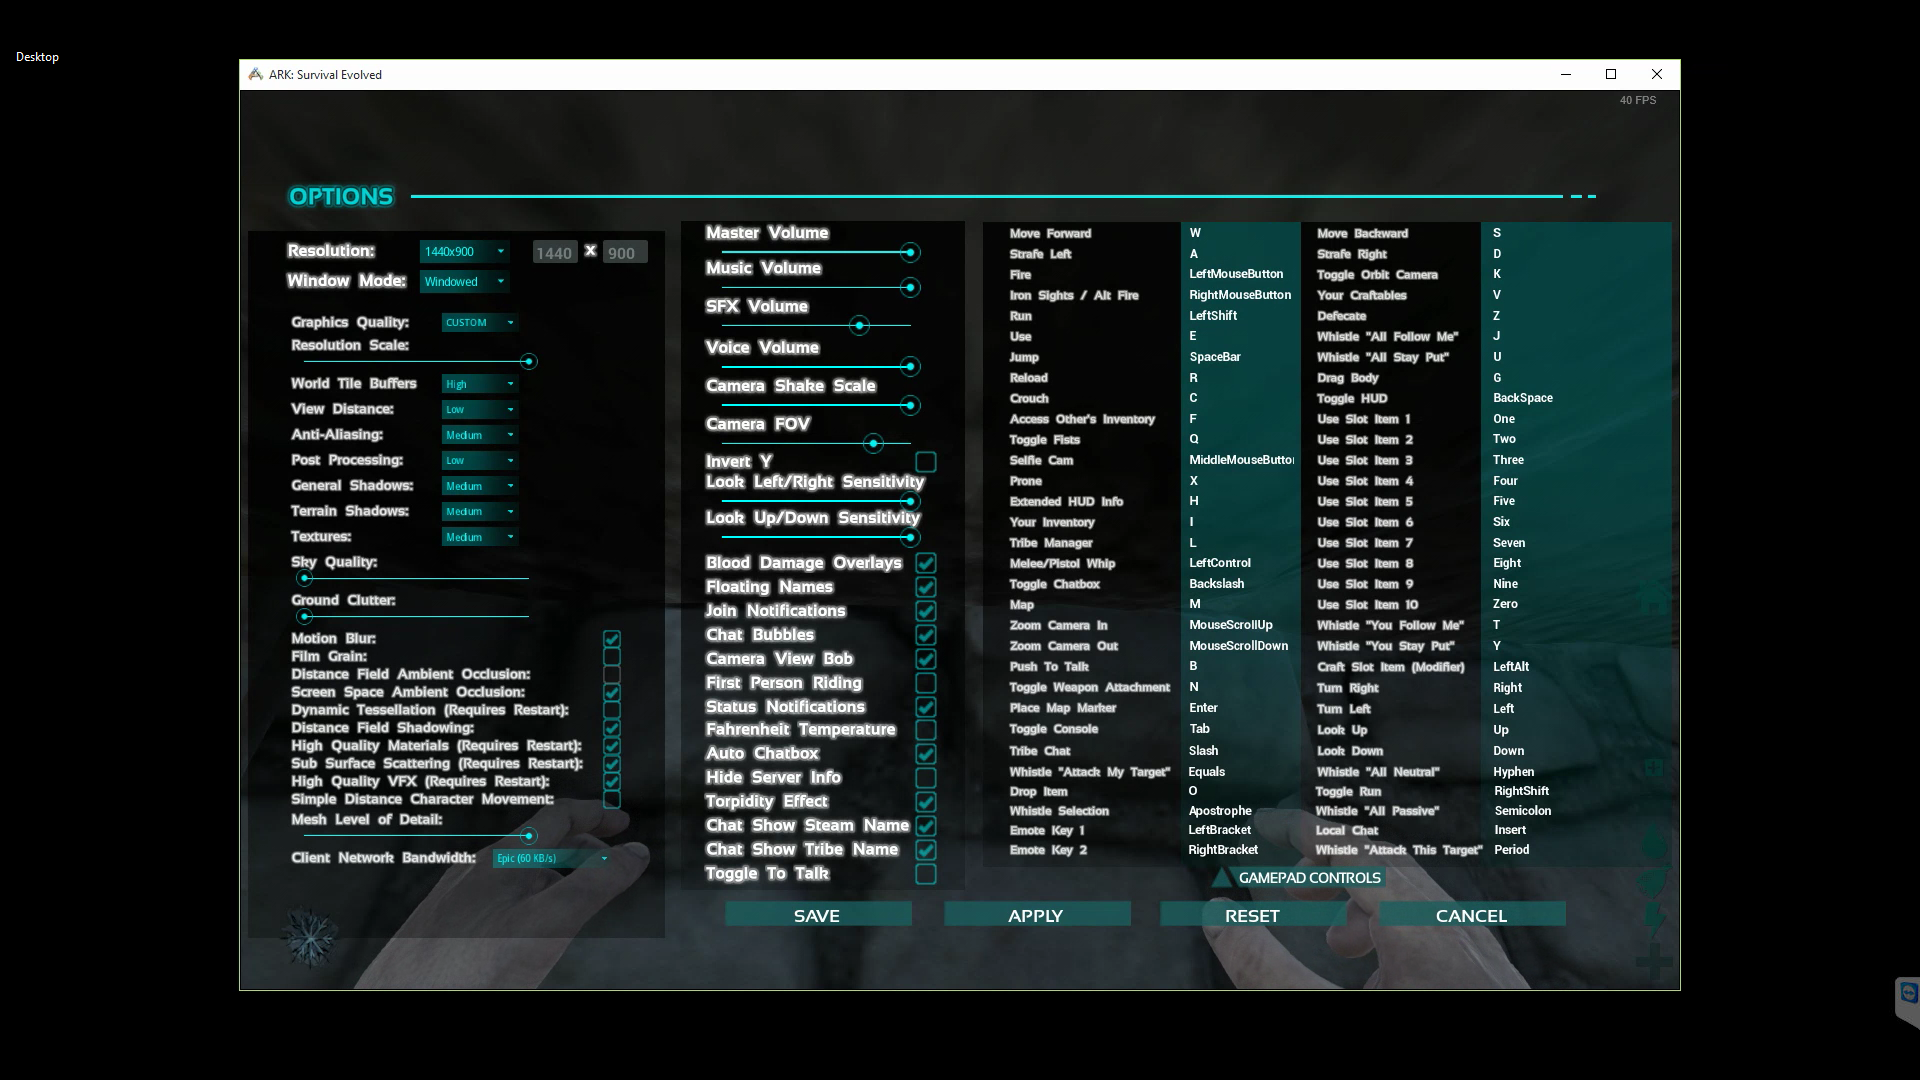 Desktop
ARK: Survival Evolved
40 FPS
OPTIONS
Resolution: 1440x900 1440 X 900
Window Mode: Windowed
Graphics Quality: CUSTOM
Resolution Scale:
World Tile Buffers High
View Distance: Low
Anti-Aliasing: Medium
Post Processing: Low
General Shadows: Medium
Terrain Shadows: Medium
Textures: Medium
Sky Quality:
Ground Clutter:
Motion Blur:
Film Grain:
Distance Field Ambient Occlusion:
Screen Space Ambient Occlusion:
Dynamic Tessellation (Requires Restart):
Distance Field Shadowing:
High Quality Materials (Requires Restart):
Sub Surface Scattering (Requires Restart):
High Quality VFX (Requires Restart):
Simple Distance Character Movement:
Mesh Level of Detail:
Client Network Bandwidth: Epic (60 KB/s)
Master Volume
Music Volume
SFX Volume
Voice Volume
Camera Shake Scale
Camera FOV
Invert Y
Look Left/Right Sensitivity
Look Up/Down Sensitivity
Blood Damage Overlays
Floating Names
Join Notifications
Chat Bubbles
Camera View Bob
First Person Riding
Status Notifications
Fahrenheit Temperature
Auto Chatbox
Hide Server Info
Torpidity Effect
Chat Show Steam Name
Chat Show Tribe Name
Toggle To Talk
Move Forward W Move Backward S
Strafe Left A Strafe Right D
Fire LeftMouseButton Toggle Orbit Camera K
Iron Sights / Alt Fire RightMouseButton Your Craftables V
Run LeftShift Defecate Z
Use E Whistle "All Follow Me" J
Jump SpaceBar Whistle "All Stay Put" U
Reload R Drag Body G
Crouch C Toggle HUD BackSpace
Access Other's Inventory F Use Slot Item 1 One
Toggle Fists Q Use Slot Item 2 Two
Selfie Cam MiddleMouseButto Use Slot Item 3 Three
Prone X Use Slot Item 4 Four
Extended HUD Info H Use Slot Item 5 Five
Your Inventory I Use Slot Item 6 Six
Tribe Manager L Use Slot Item 7 Seven
Melee/Pistol Whip LeftControl Use Slot Item 8 Eight
Toggle Chatbox Backslash Use Slot Item 9 Nine
Map M Use Slot Item 10 Zero
Zoom Camera In MouseScrollUp Whistle "You Follow Me" T
Zoom Camera Out MouseScrollDown Whistle "You Stay Put" Y
Push To Talk B Craft Slot Item (Modifier) LeftAlt
Toggle Weapon Attachment N Turn Right Right
Place Map Marker Enter Turn Left Left
Toggle Console Tab Look Up Up
Tribe Chat Slash Look Down Down
Whistle "Attack My Target" Equals Whistle "All Neutral" Hyphen
Drop Item O Toggle Run RightShift
Whistle Selection Apostrophe Whistle "All Passive" Semicolon
Emote Key 1 LeftBracket Local Chat Insert
Emote Key 2 RightBracket Whistle "Attack This Target" Period
GAMEPAD CONTROLS
SAVE APPLY RESET CANCEL